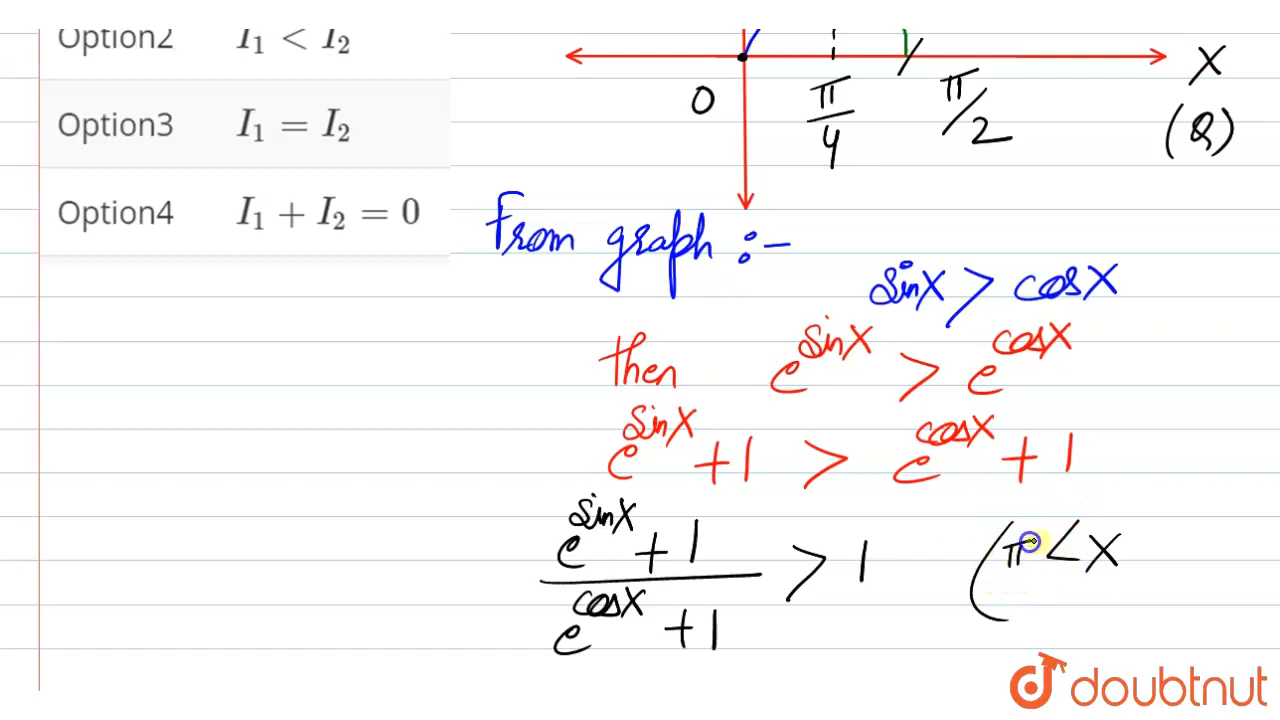 Option2 I₁ < I₂
Option3 I₁ = I₂
Option4 I₁ + I₂ = 0
0 π/4 π/2 X
(Q)
From graph :-
sinx > cosx
then e^sinx > e^cosx
e^sinx + 1 > e^cosx + 1
(e^sinx + 1)/(e^cosx + 1) > 1 (π < x
doubtnut